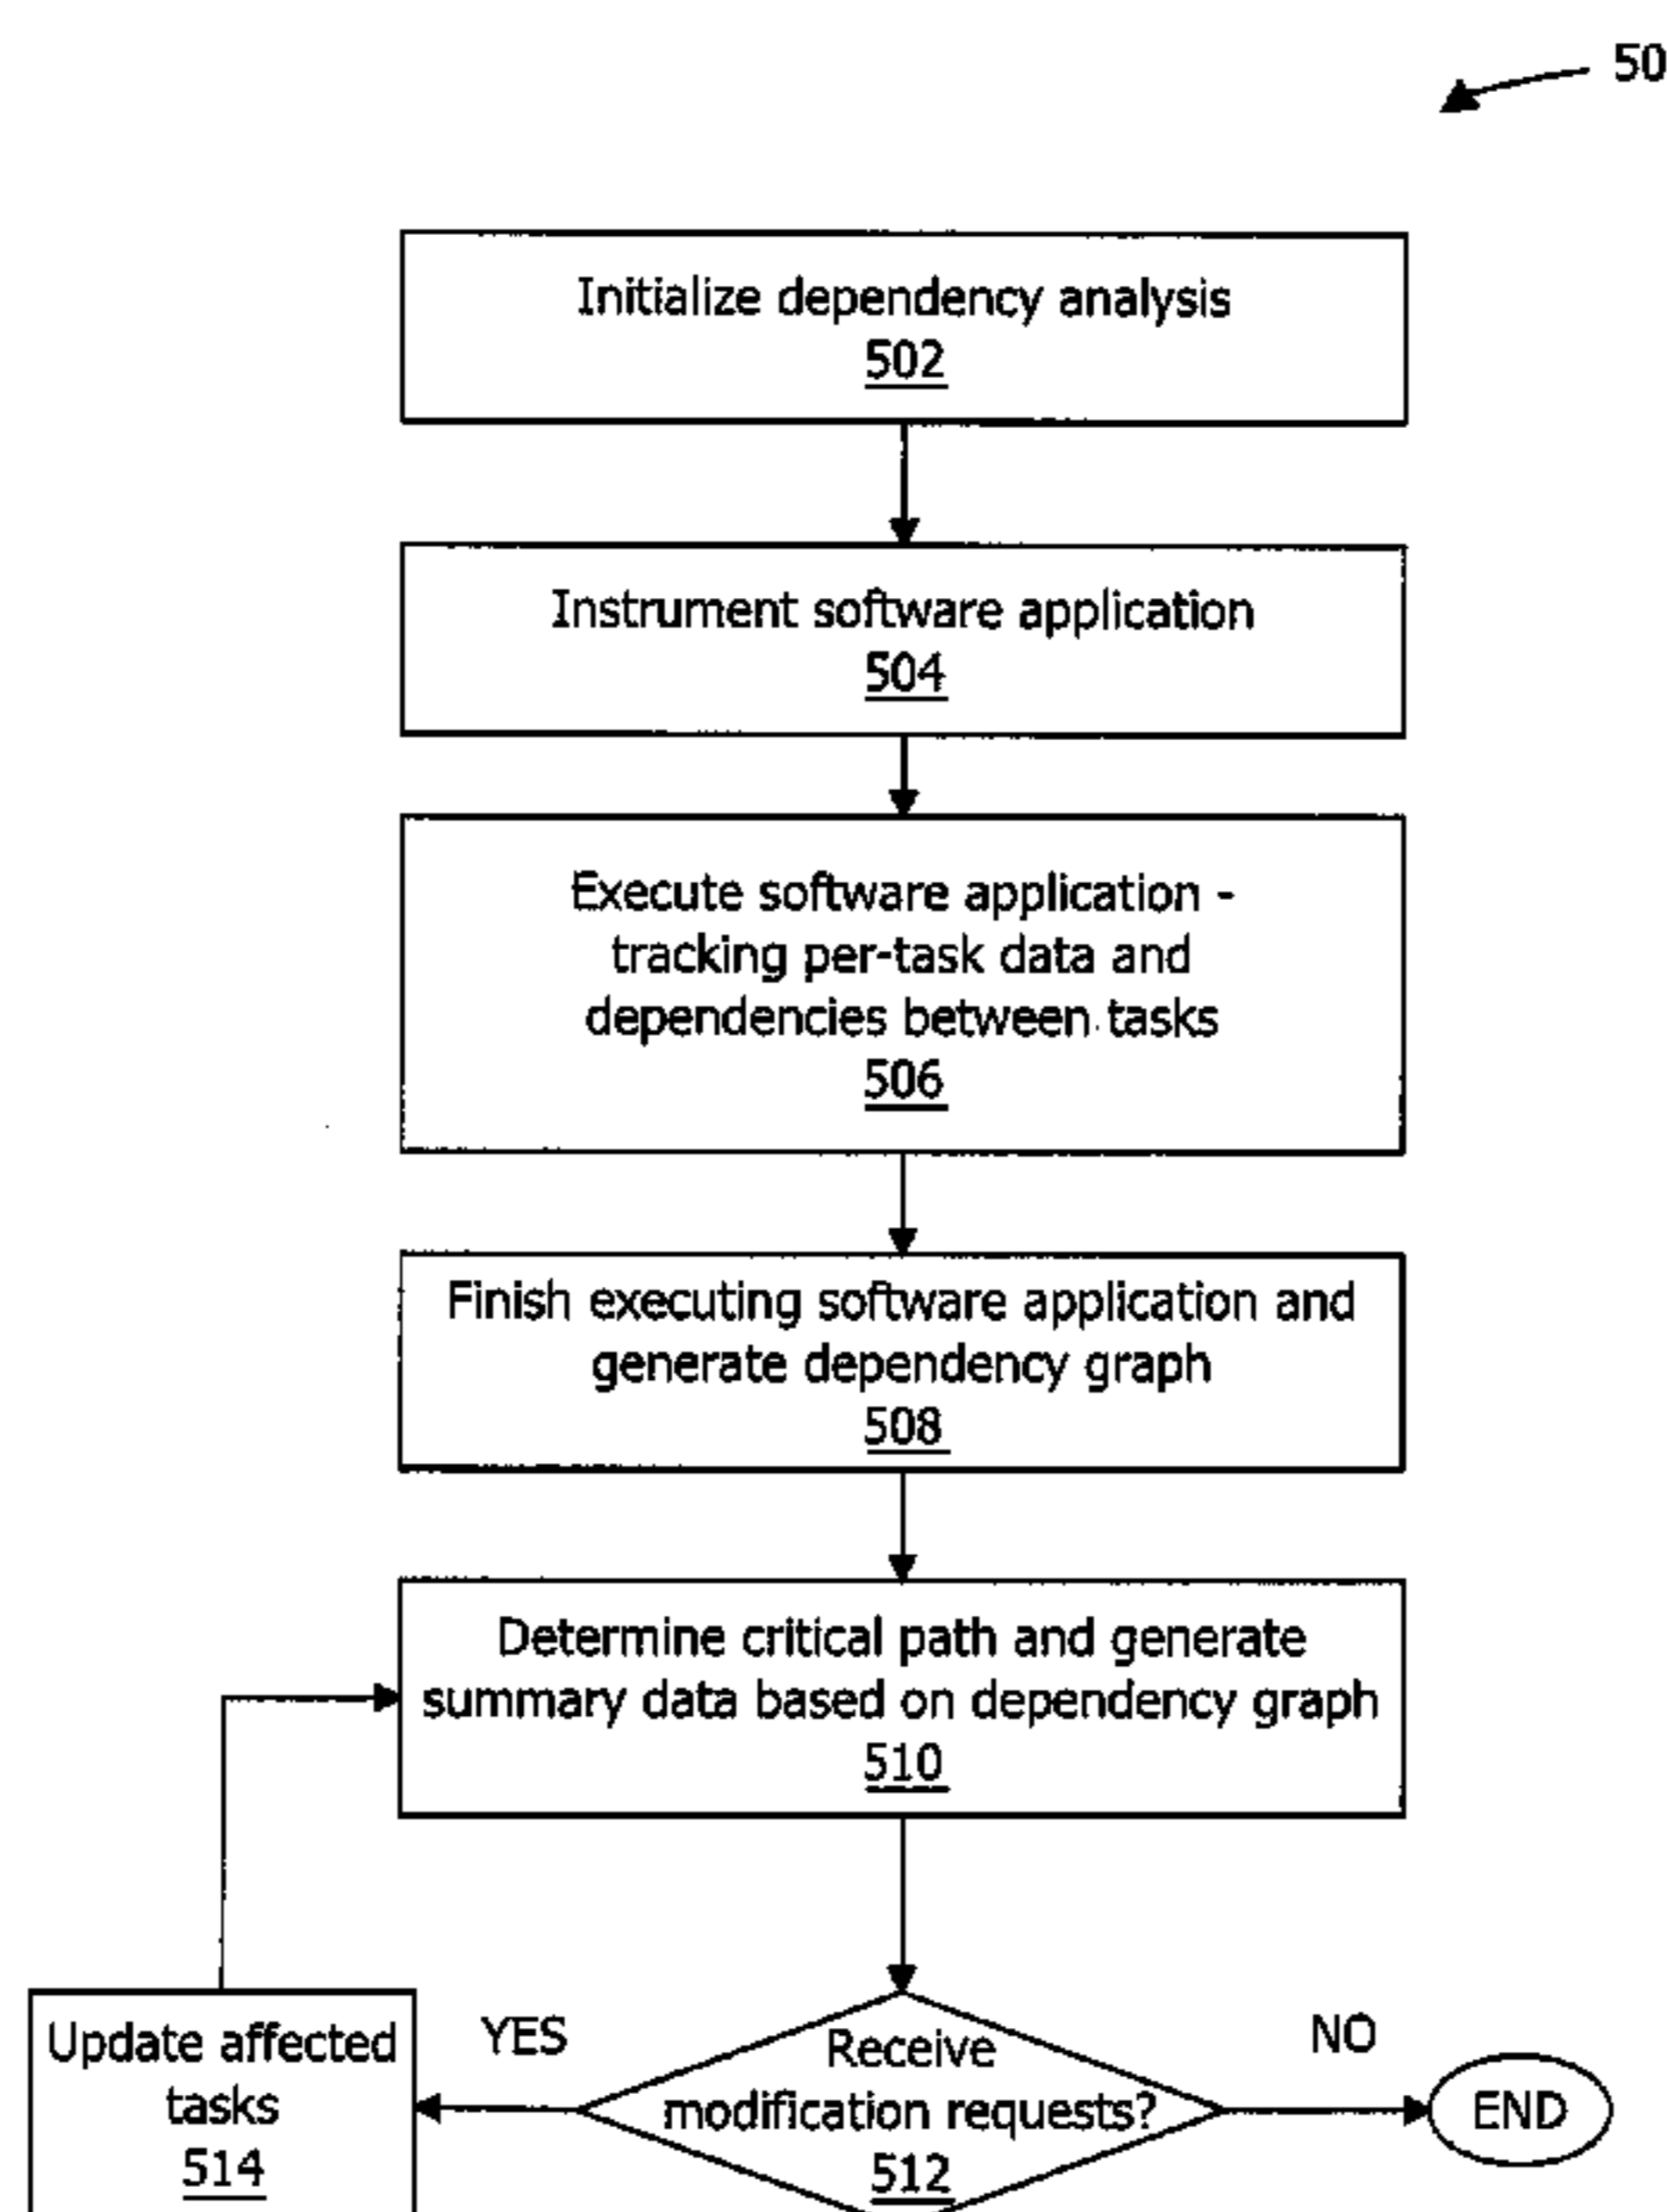 50
Initialize dependency analysis
502
Instrument software application
504
Execute software application -
tracking per-task data and
dependencies between tasks
506
Finish executing software application and
generate dependency graph
508
Determine critical path and generate
summary data based on dependency graph
510
Update affected
tasks
514
YES
Receive
modification requests?
512
NO
END